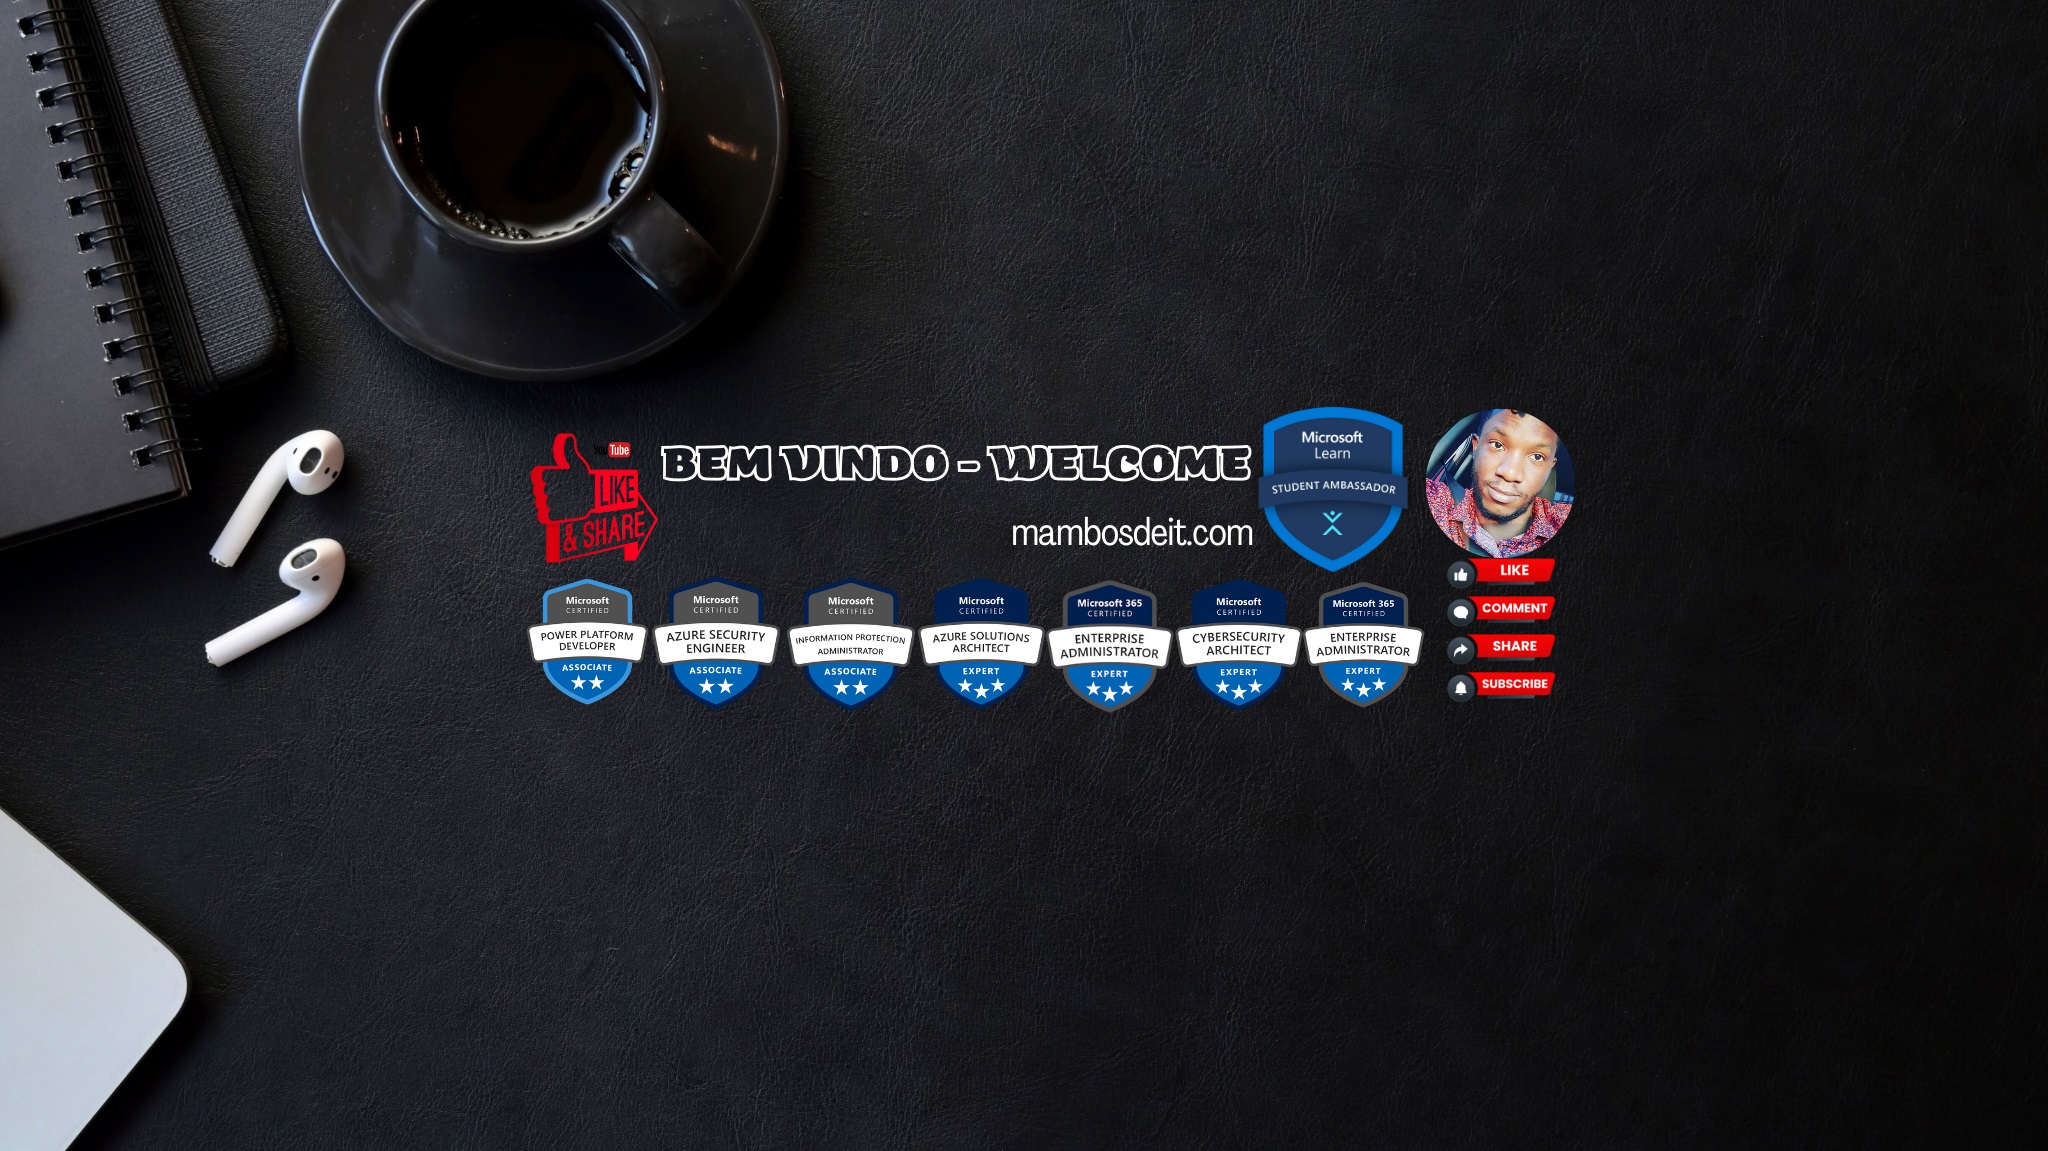 YouTube
LIKE
& SHARE
BEM VINDO - WELCOME
mambosdeit.com
Microsoft
Learn
STUDENT AMBASSADOR
LIKE
COMMENT
SHARE
SUBSCRIBE
Microsoft
CERTIFIED
POWER PLATFORM
DEVELOPER
ASSOCIATE
Microsoft
CERTIFIED
AZURE SECURITY
ENGINEER
ASSOCIATE
Microsoft
CERTIFIED
INFORMATION PROTECTION
ADMINISTRATOR
ASSOCIATE
Microsoft
CERTIFIED
AZURE SOLUTIONS
ARCHITECT
EXPERT
Microsoft 365
CERTIFIED
ENTERPRISE
ADMINISTRATOR
EXPERT
Microsoft
CERTIFIED
CYBERSECURITY
ARCHITECT
EXPERT
Microsoft 365
CERTIFIED
ENTERPRISE
ADMINISTRATOR
EXPERT